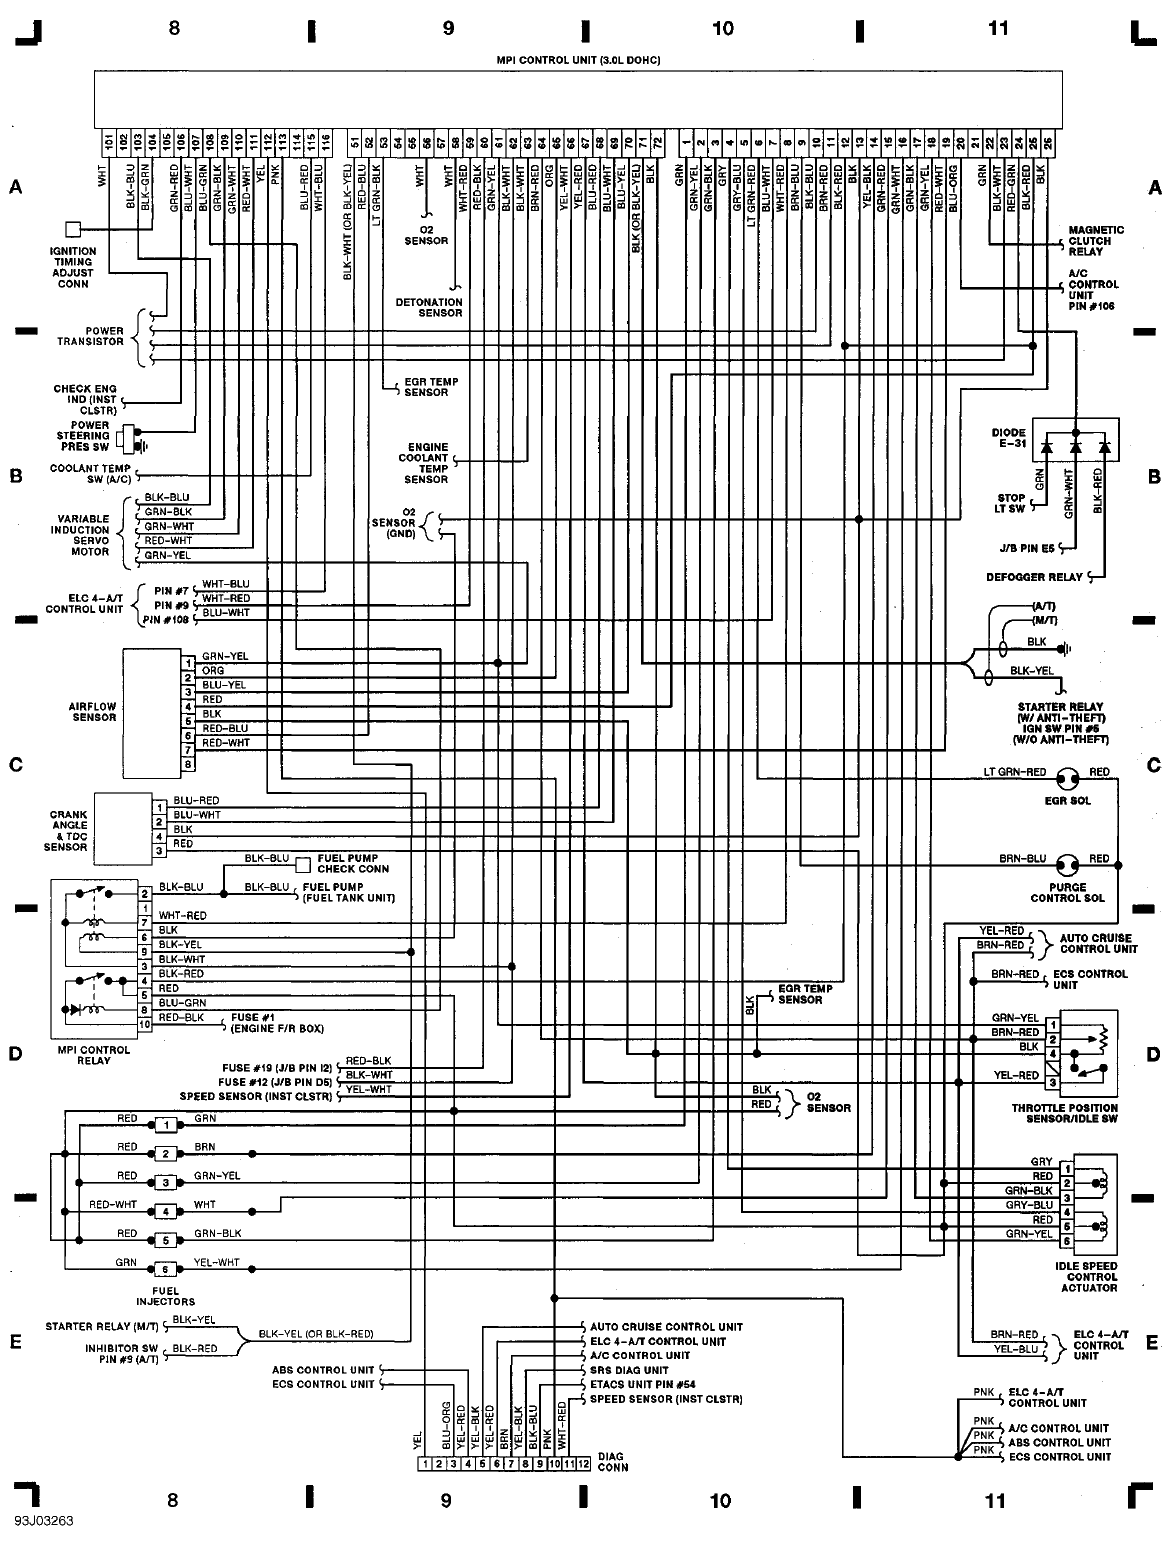 8 9 10 11
MPI CONTROL UNIT (3.0L DOHC)
101 102 103 104 105 106 107 108 109 110 111 112 113 114 115 116
51 52 53 54 55 56 57 58 59 60 61 62 63 64 65 66 67 68 69 70 71 72
1 2 3 4 5 6 7 8 9 10 11 12 13 14 15 16 17 18 19 20 21 22 23 24 25 26
WHT
BLK-BLU
BLK-GRN
GRN-RED
BLU-WHT
BLU-GRN
GRN-BLK
GRN-WHT
RED-WHT
YEL
PNK
BLU-RED
WHT-BLU
BLK-WHT (OR BLK-YEL)
RED-BLU
LT GRN-BLK
WHT
WHT
WHT-RED
RED-BLK
GRN-YEL
BLK-WHT
BLK-WHT
BRN-RED
ORG
YEL-WHT
YEL-RED
BLU-RED
BLU-WHT
BLU-YEL
BLK (OR BLK-YEL)
BLK
GRN
GRN-YEL
GRN-BLK
GRY
GRY-BLU
LT GRN-RED
BLU-WHT
WHT-RED
BRN-BLU
BRN-RED
BLK-BLU
BLK-RED
BLK
YEL-BLK
GRN-RED
GRN-WHT
GRN-BLK
GRN-YEL
RED-WHT
BLU-ORG
GRN
BLK-WHT
RED-GRN
BLK-RED
BLK
A
A
IGNITION
TIMING
ADJUST
CONN
O2
SENSOR
DETONATION
SENSOR
MAGNETIC
CLUTCH
RELAY
A/C
CONTROL
UNIT
PIN #106
POWER
TRANSISTOR
CHECK ENG
IND (INST
CLSTR)
EGR TEMP
SENSOR
POWER
STEERING
PRES SW
ENGINE
COOLANT
TEMP
SENSOR
DIODE
E-31
B
B
COOLANT TEMP
SW (A/C)
GRN
GRN-WHT
BLK-RED
STOP
LT SW
J/B PIN E5
DEFOGGER RELAY
VARIABLE
INDUCTION
SERVO
MOTOR
BLK-BLU
GRN-BLK
GRN-WHT
RED-WHT
GRN-YEL
O2
SENSOR
(GND)
ELC 4-A/T
CONTROL UNIT
PIN #7 WHT-BLU
PIN #9 WHT-RED
PIN #108 BLU-WHT
(A/T)
(M/T)
BLK
BLK-YEL
STARTER RELAY
(W/ ANTI-THEFT)
IGN SW PIN #5
(W/O ANTI-THEFT)
AIRFLOW
SENSOR
1 GRN-YEL
2 ORG
3 BLU-YEL
4 RED
5 BLK
6 RED-BLU
7 RED-WHT
8
C
C
LT GRN-RED RED
EGR SOL
CRANK
ANGLE
& TDC
SENSOR
1 BLU-RED
2 BLU-WHT
4 BLK
3 RED
BLK-BLU FUEL PUMP
CHECK CONN
BRN-BLU RED
PURGE
CONTROL SOL
2 BLK-BLU BLK-BLU FUEL PUMP
(FUEL TANK UNIT)
1
7 WHT-RED
6 BLK
9 BLK-YEL
3 BLK-WHT
4 BLK-RED
5 RED
8 BLU-GRN
10 RED-BLK FUSE #1
(ENGINE F/R BOX)
MPI CONTROL
RELAY
YEL-RED
BRN-RED
AUTO CRUISE
CONTROL UNIT
BRN-RED ECS CONTROL
UNIT
BLK
EGR TEMP
SENSOR
GRN-YEL 1
BRN-RED 2
BLK 4
YEL-RED 3
THROTTLE POSITION
SENSOR/IDLE SW
D
D
FUSE #19 (J/B PIN I2) RED-BLK
FUSE #12 (J/B PIN D5) BLK-WHT
SPEED SENSOR (INST CLSTR) YEL-WHT
BLK
RED
O2
SENSOR
RED 1 GRN
RED 2 BRN
RED 3 GRN-YEL
RED-WHT 4 WHT
RED 5 GRN-BLK
GRN 6 YEL-WHT
FUEL
INJECTORS
GRY 1
RED 2
GRN-BLK 3
GRY-BLU 4
RED 5
GRN-YEL 6
IDLE SPEED
CONTROL
ACTUATOR
E
E
STARTER RELAY (M/T) BLK-YEL
INHIBITOR SW
PIN #9 (A/T) BLK-RED
BLK-YEL (OR BLK-RED)
AUTO CRUISE CONTROL UNIT
ELC 4-A/T CONTROL UNIT
A/C CONTROL UNIT
SRS DIAG UNIT
ETACS UNIT PIN #54
SPEED SENSOR (INST CLSTR)
ABS CONTROL UNIT
ECS CONTROL UNIT
BRN-RED
YEL-BLU
ELC 4-A/T
CONTROL
UNIT
PNK ELC 4-A/T
CONTROL UNIT
PNK A/C CONTROL UNIT
PNK ABS CONTROL UNIT
PNK ECS CONTROL UNIT
YEL
BLU-ORG
YEL-RED
YEL-BLK
YEL-RED
BRN
YEL-BLK
BLK-BLU
PNK
WHT-RED
1 2 3 4 5 6 7 8 9 10 11 12
DIAG
CONN
8 9 10 11
93J03263